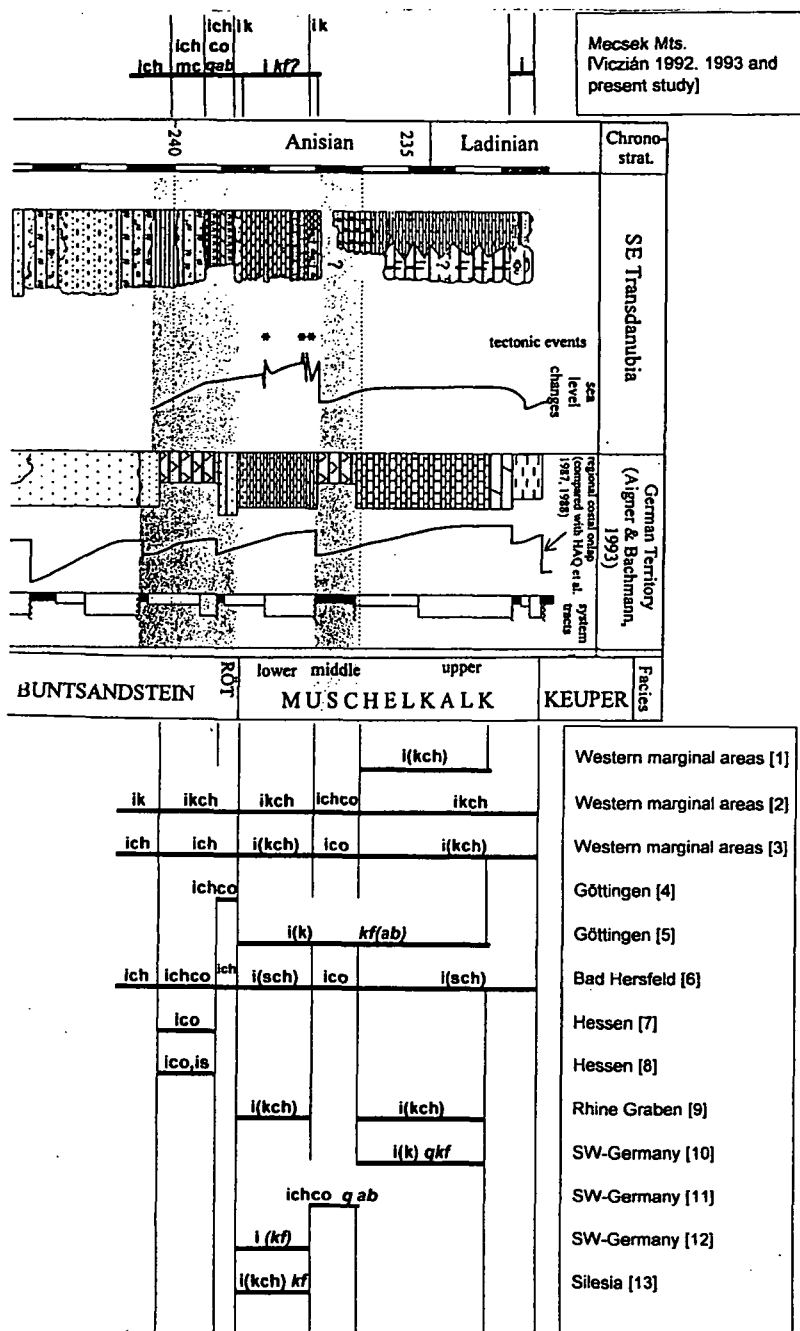 ich ik ik
ich co
ich mc qab i kf? i
Mecsek Mts.
[Viczián 1992. 1993 and
present study]
-240 Anisian 235 Ladinian Chrono-
strat.
SE Transdanubia
? ?
* ** 
tectonic events
sea
level
changes
regional costal onlap
(compared with HAQ et al.
1987, 1988)
system
tracts
German Territory
(Aigner & Bachmann,
1993)
BUNTSANDSTEIN RÖT lower middle upper
MUSCHELKALK KEUPER Facies
i(kch) Western marginal areas [1]
ik ikch ikch ichco ikch Western marginal areas [2]
ich ich i(kch) ico i(kch) Western marginal areas [3]
ichco Göttingen [4]
i(k) kf(ab) Göttingen [5]
ich ichco ich i(sch) ico i(sch) Bad Hersfeld [6]
ico Hessen [7]
ico,is Hessen [8]
i(kch) i(kch) Rhine Graben [9]
i(k) qkf SW-Germany [10]
ichco q ab SW-Germany [11]
i (kf) SW-Germany [12]
i(kch) kf Silesia [13]